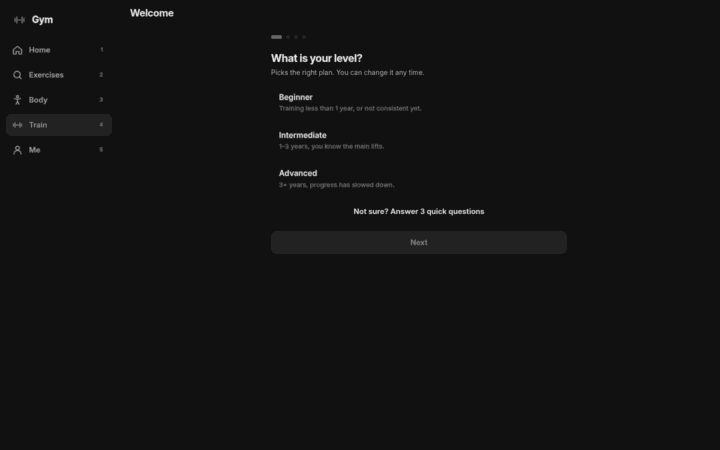 Gym
Home 1
Exercises 2
Body 3
Train 4
Me 5
Welcome
What is your level?
Picks the right plan. You can change it any time.
Beginner
Training less than 1 year, or not consistent yet.
Intermediate
1–3 years, you know the main lifts.
Advanced
3+ years, progress has slowed down.
Not sure? Answer 3 quick questions
Next